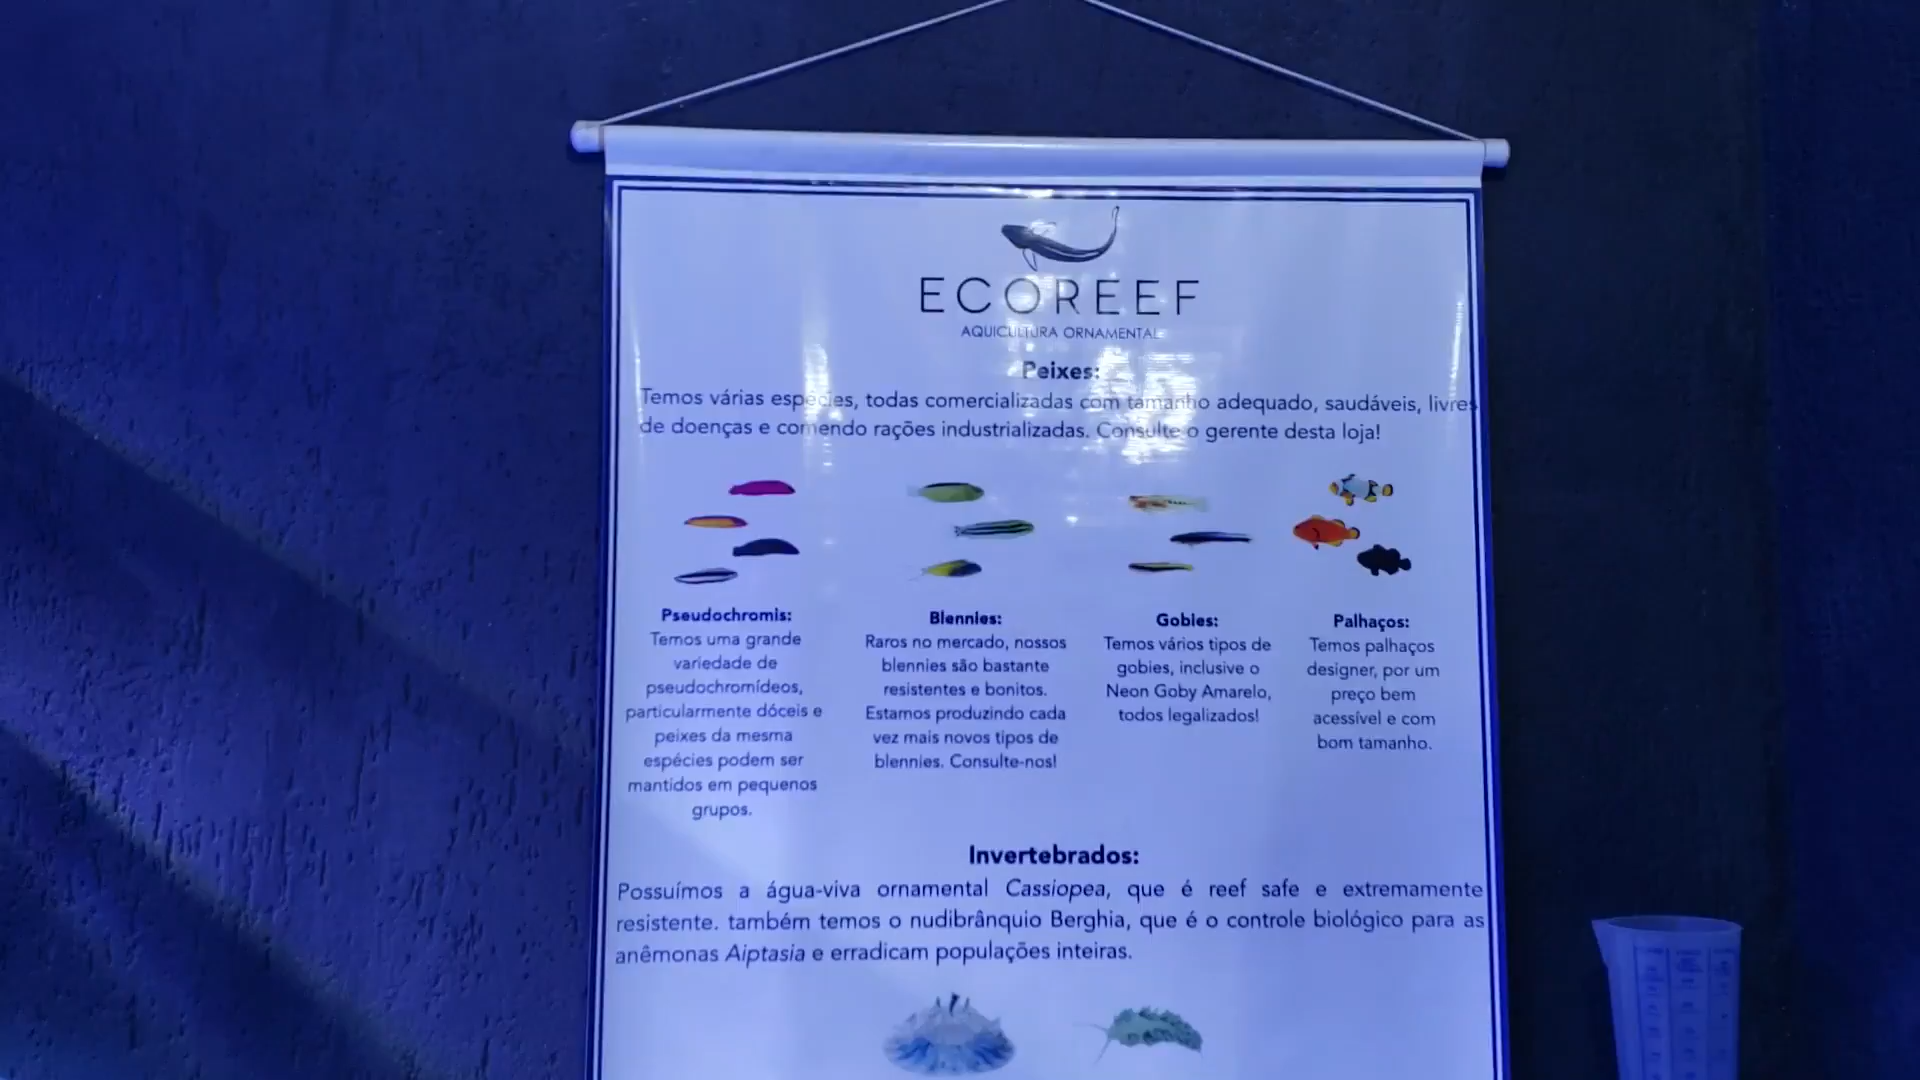 ECOREEF
AQUICULTURA ORNAMENTAL
Peixes:
Temos várias espécies, todas comercializadas com tamanho adequado, saudáveis, livres
de doenças e comendo rações industrializadas. Consulte o gerente desta loja!
Pseudochromis:
Temos uma grande
variedade de
pseudochromídeos,
particularmente dóceis e
peixes da mesma
espécies podem ser
mantidos em pequenos
grupos.
Blennies:
Raros no mercado, nossos
blennies são bastante
resistentes e bonitos.
Estamos produzindo cada
vez mais novos tipos de
blennies. Consulte-nos!
Gobies:
Temos vários tipos de
gobies, inclusive o
Neon Goby Amarelo,
todos legalizados!
Palhaços:
Temos palhaços
designer, por um
preço bem
acessível e com
bom tamanho.
Invertebrados:
Possuímos a água-viva ornamental Cassiopea, que é reef safe e extremamente
resistente. também temos o nudibrânquio Berghia, que é o controle biológico para as
anêmonas Aiptasia e erradicam populações inteiras.